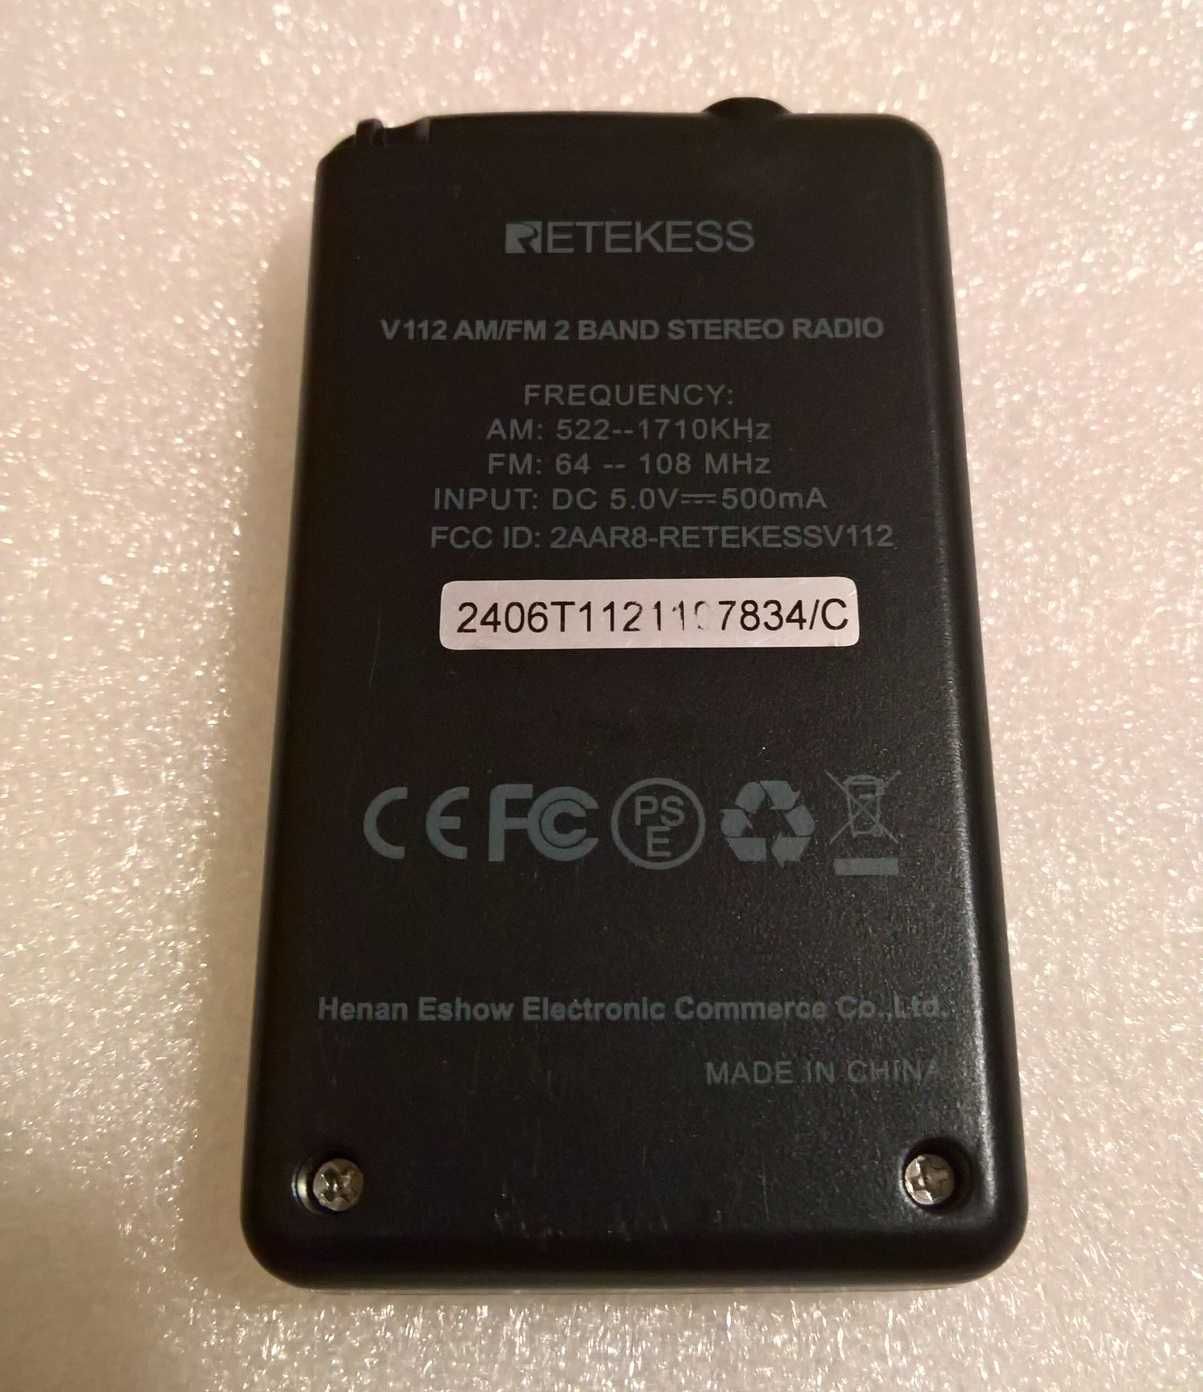 RETEKESS
V112 AM/FM 2 BAND STEREO RADIO
FREQUENCY:
AM: 522--1710KHz
FM: 64 -- 108 MHz
INPUT: DC 5.0V⎓500mA
FCC ID: 2AAR8-RETEKESSV112
CE FC PSE
Henan Eshow Electronic Commerce Co.,Ltd.
MADE IN CHINA